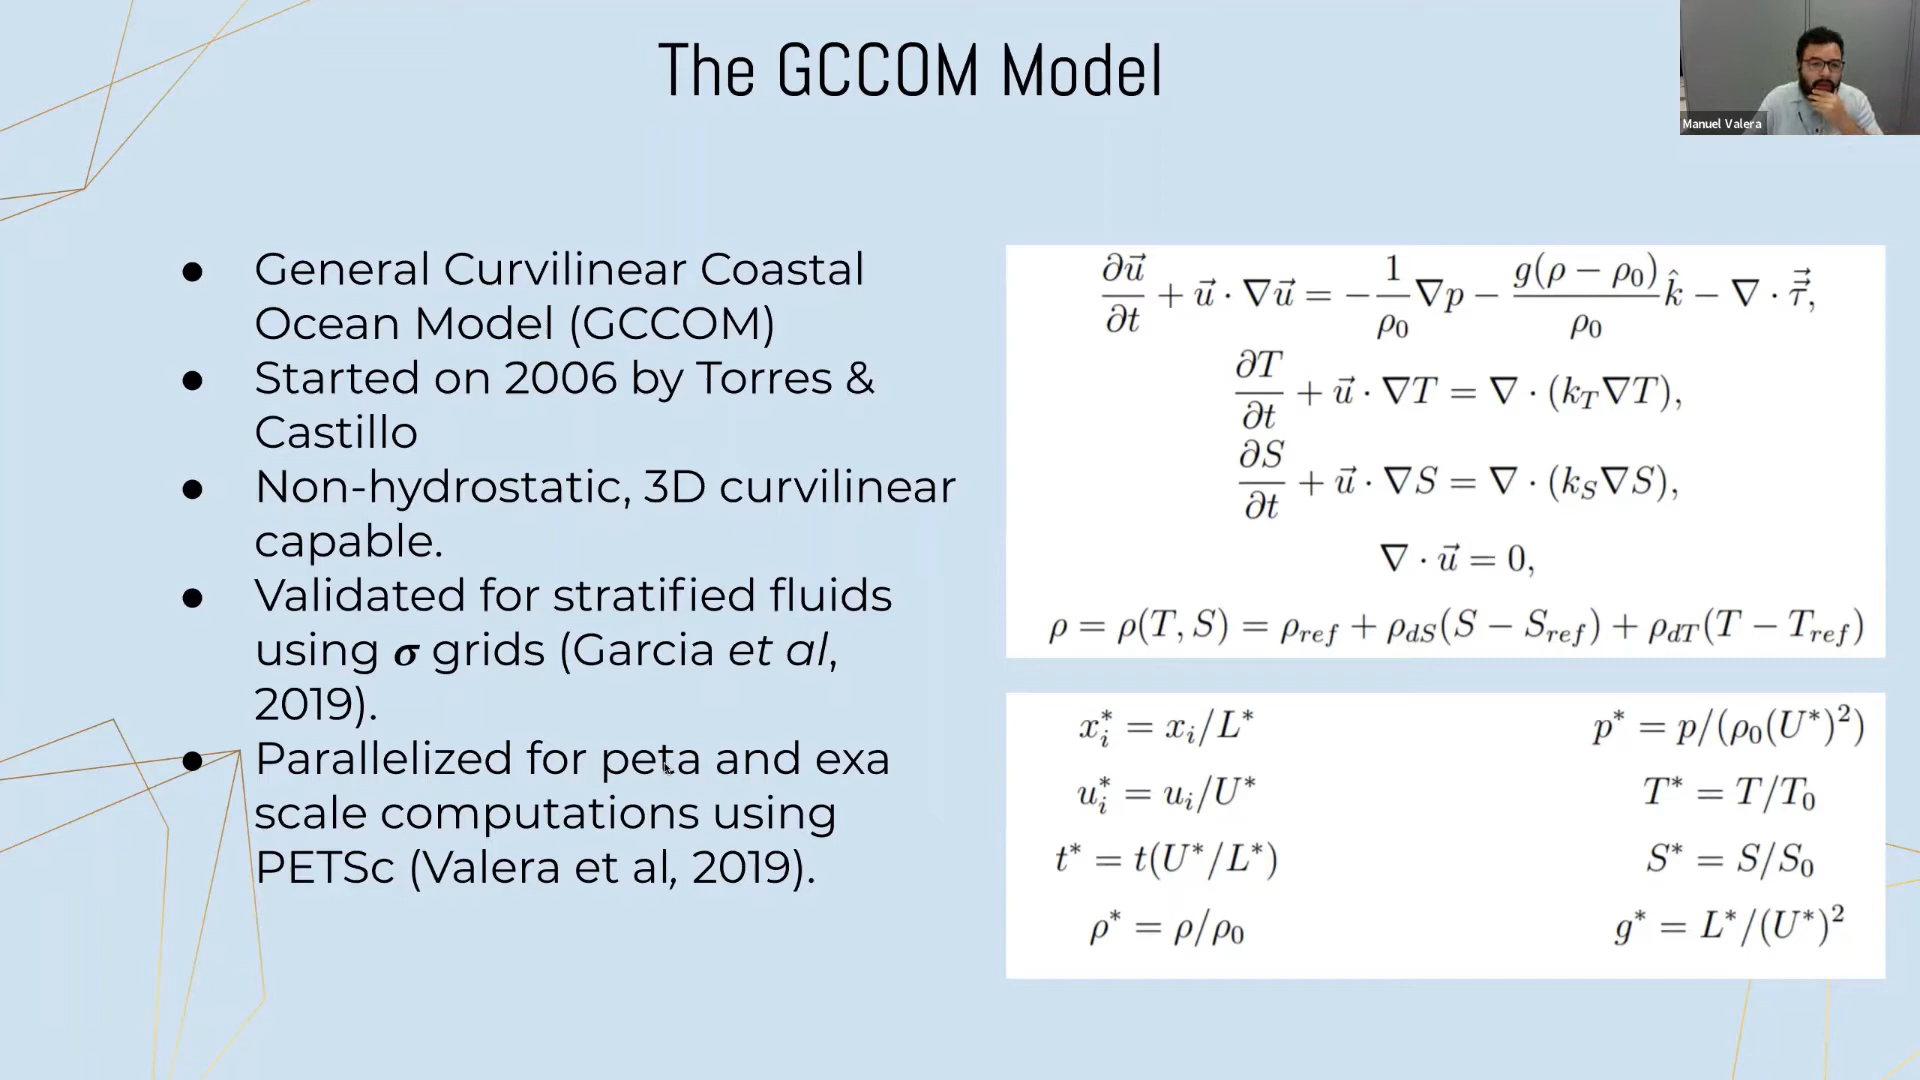 The GCCOM Model
Manuel Valera
● General Curvilinear Coastal
Ocean Model (GCCOM)
● Started on 2006 by Torres &
Castillo
● Non-hydrostatic, 3D curvilinear
capable.
● Validated for stratified fluids
using σ grids (Garcia et al,
2019).
● Parallelized for peta and exa
scale computations using
PETSc (Valera et al, 2019).
∂u⃗/∂t + u⃗ · ∇u⃗ = −1/ρ₀ ∇p − g(ρ − ρ₀)/ρ₀ k̂ − ∇ · τ⃗⃗,
∂T/∂t + u⃗ · ∇T = ∇ · (k_T∇T),
∂S/∂t + u⃗ · ∇S = ∇ · (k_S∇S),
∇ · u⃗ = 0,
ρ = ρ(T, S) = ρ_ref + ρ_dS(S − S_ref) + ρ_dT(T − T_ref)
x_i* = x_i/L* p* = p/(ρ₀(U*)²)
u_i* = u_i/U* T* = T/T₀
t* = t(U*/L*) S* = S/S₀
ρ* = ρ/ρ₀ g* = L*/(U*)²